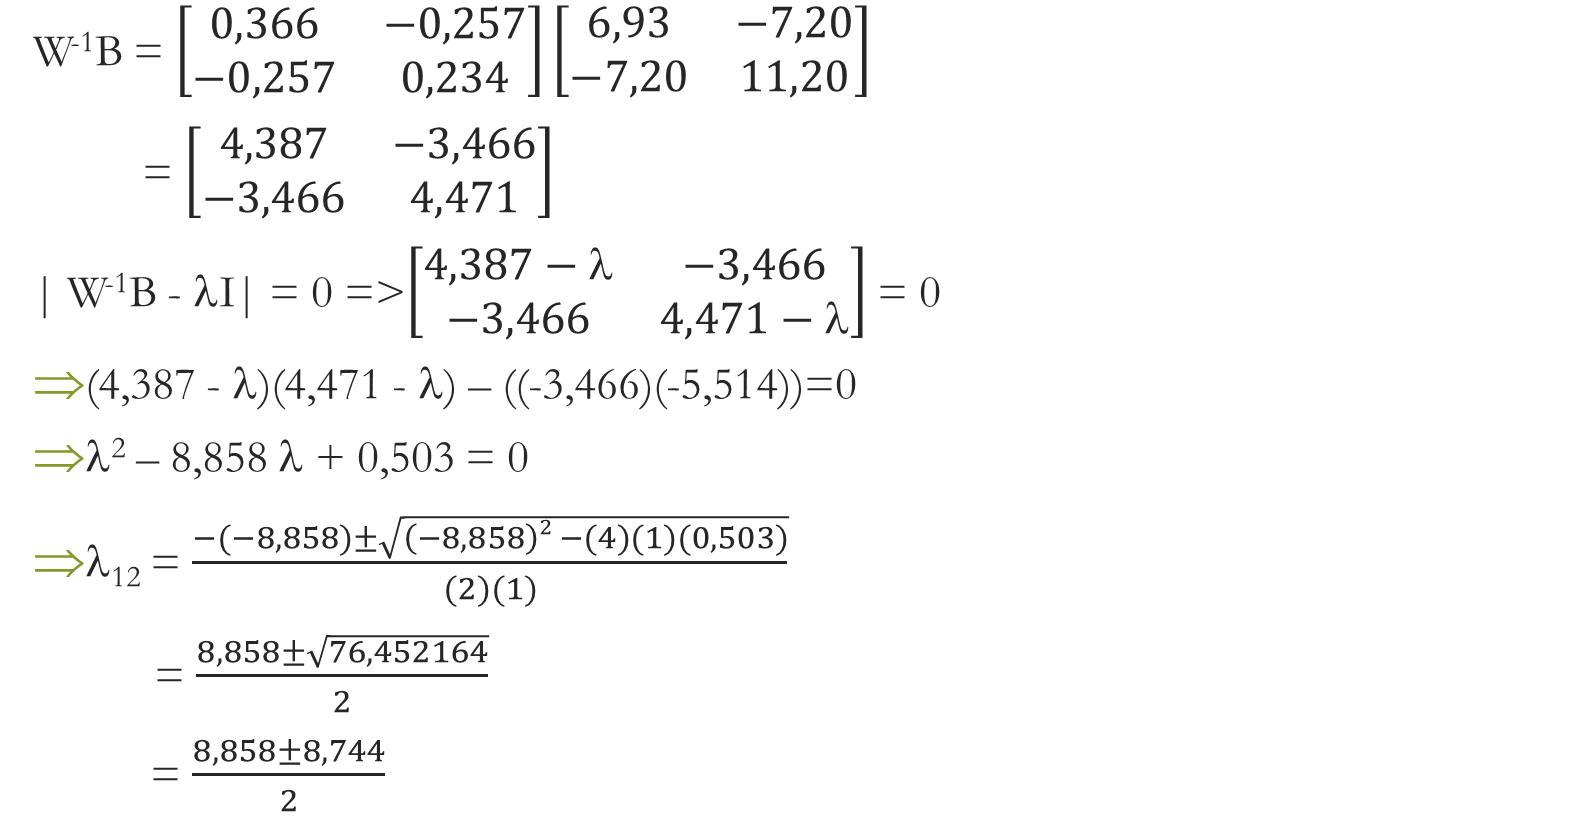 W⁻¹B = [0,366 −0,257 −0,257 0,234] [6,93 −7,20 −7,20 11,20]
= [4,387 −3,466 −3,466 4,471]
| W⁻¹B - λI| = 0 =>[4,387 − λ −3,466 −3,466 4,471 − λ] = 0
⇒(4,387 - λ)(4,471 - λ) – ((-3,466)(-5,514))=0
⇒λ² – 8,858 λ + 0,503 = 0
⇒λ₁₂ = (−(−8,858)±√((−8,858)² −(4)(1)(0,503)))/((2)(1))
= (8,858±√76,452164)/2
= (8,858±8,744)/2